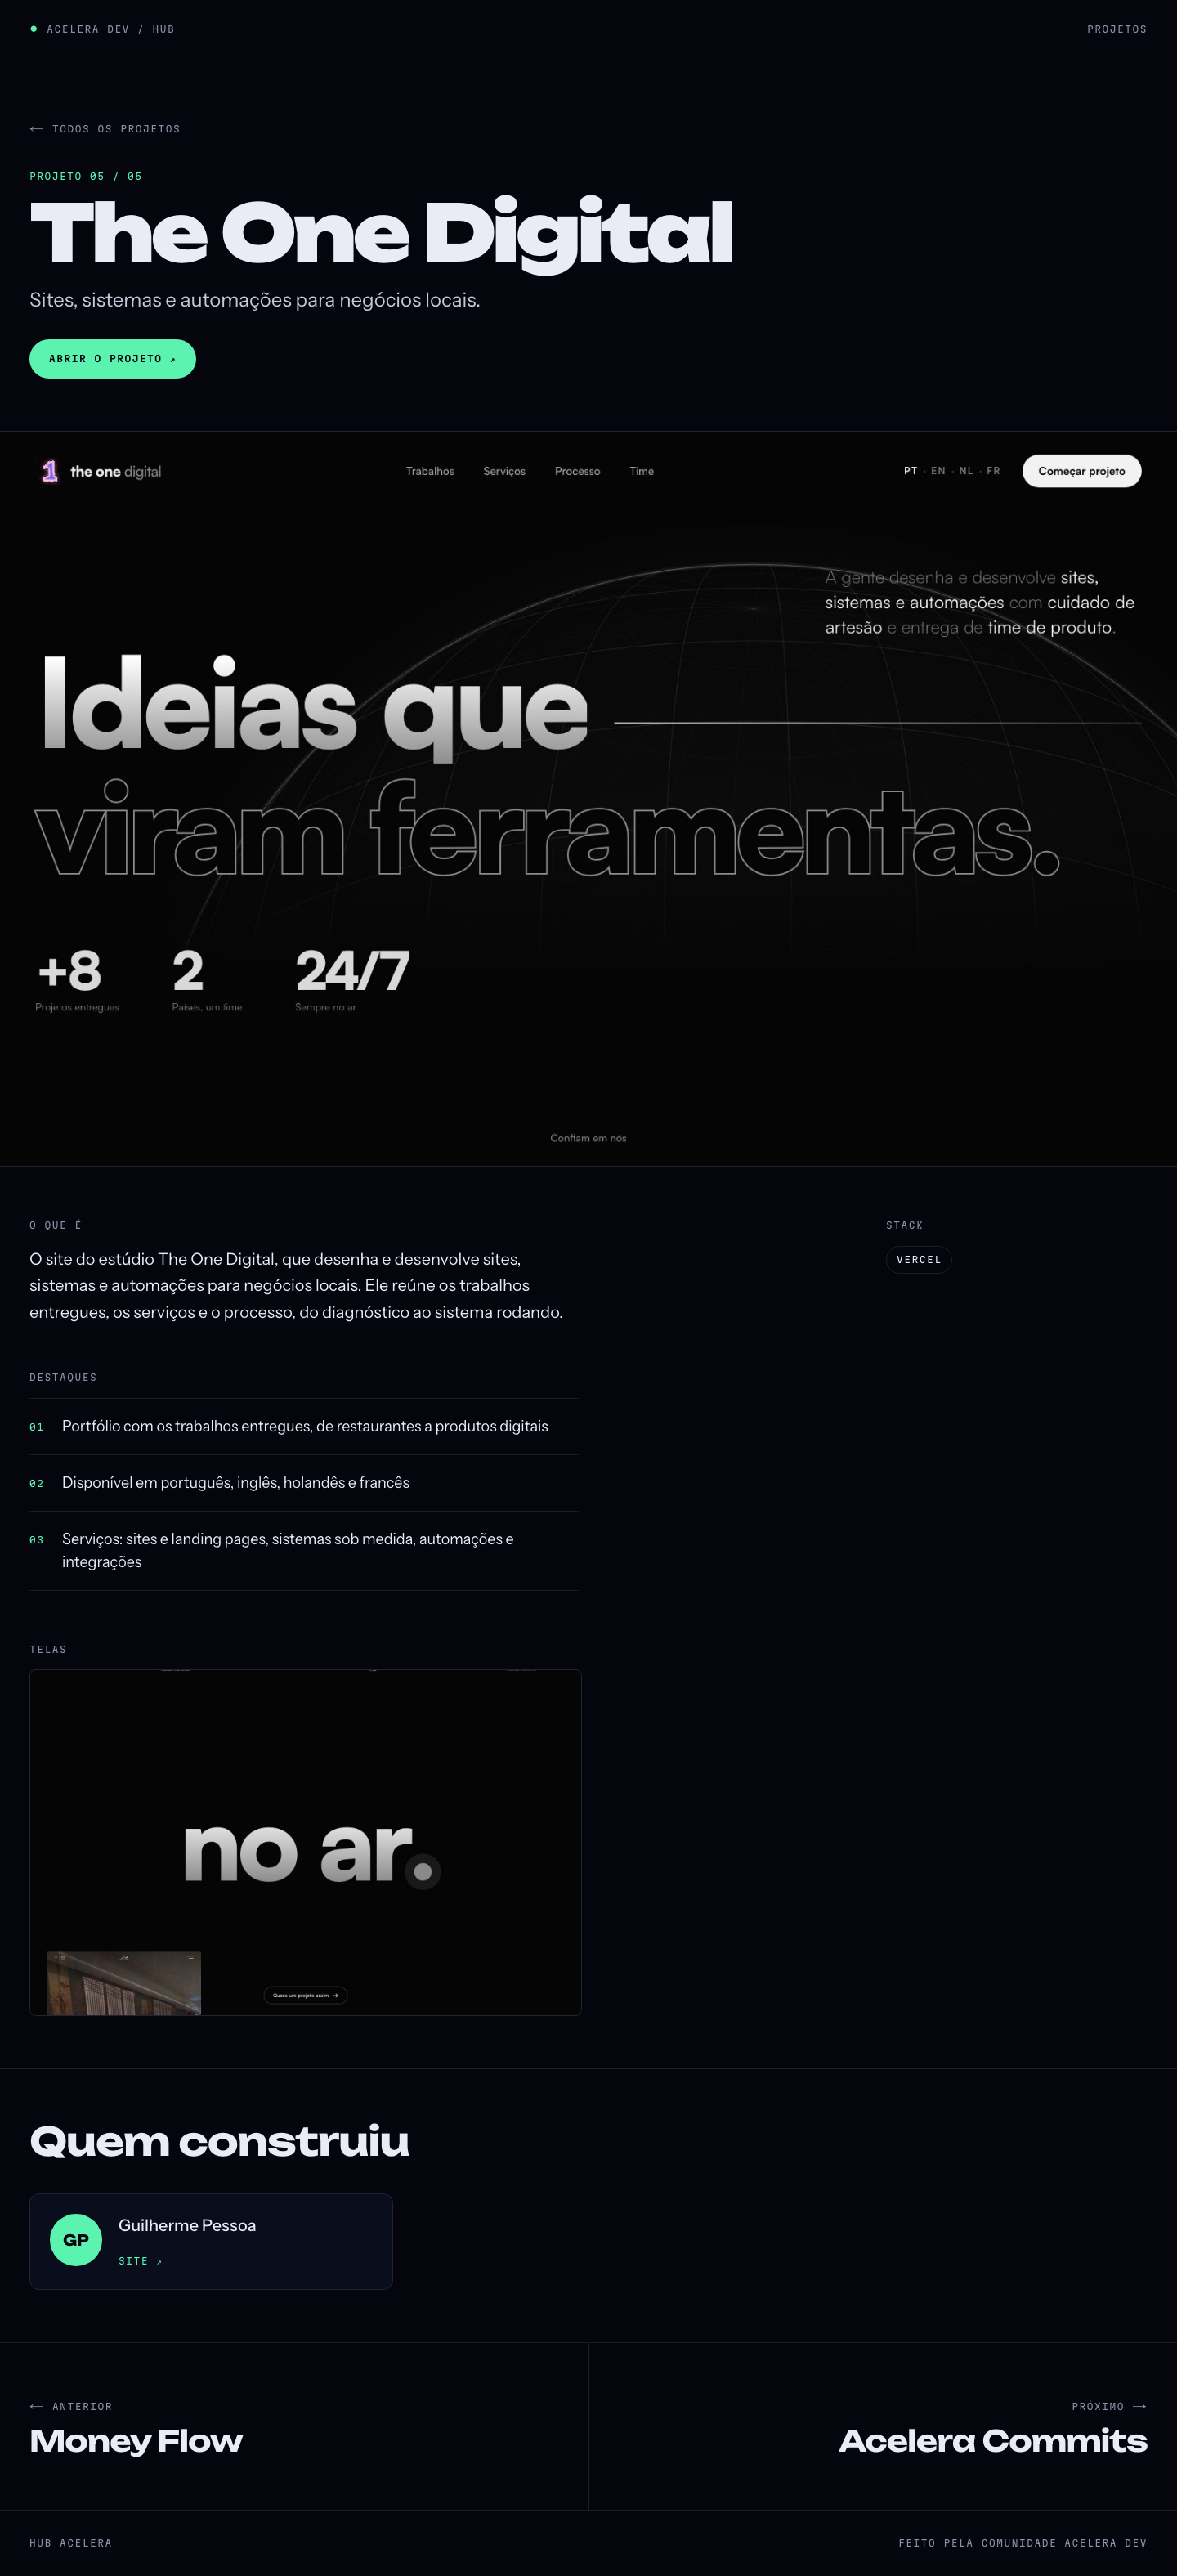 ACELERA DEV / HUB
PROJETOS
← TODOS OS PROJETOS
PROJETO 05 / 05
The One Digital
Sites, sistemas e automações para negócios locais.
ABRIR O PROJETO ↗
1 the one digital
Trabalhos
Serviços
Processo
Time
PT · EN · NL · FR
Começar projeto
A gente desenha e desenvolve sites,
sistemas e automações com cuidado de
artesão e entrega de time de produto.
Ideias que
viram ferramentas.
+8
Projetos entregues
2
Países, um time
24/7
Sempre no ar
Confiam em nós
O QUE É
O site do estúdio The One Digital, que desenha e desenvolve sites,
sistemas e automações para negócios locais. Ele reúne os trabalhos
entregues, os serviços e o processo, do diagnóstico ao sistema rodando.
STACK
VERCEL
DESTAQUES
01 Portfólio com os trabalhos entregues, de restaurantes a produtos digitais
02 Disponível em português, inglês, holandês e francês
03 Serviços: sites e landing pages, sistemas sob medida, automações e
integrações
TELAS
no ar.
Quero um projeto assim →
Quem construiu
GP
Guilherme Pessoa
SITE ↗
← ANTERIOR
Money Flow
PRÓXIMO →
Acelera Commits
HUB ACELERA
FEITO PELA COMUNIDADE ACELERA DEV